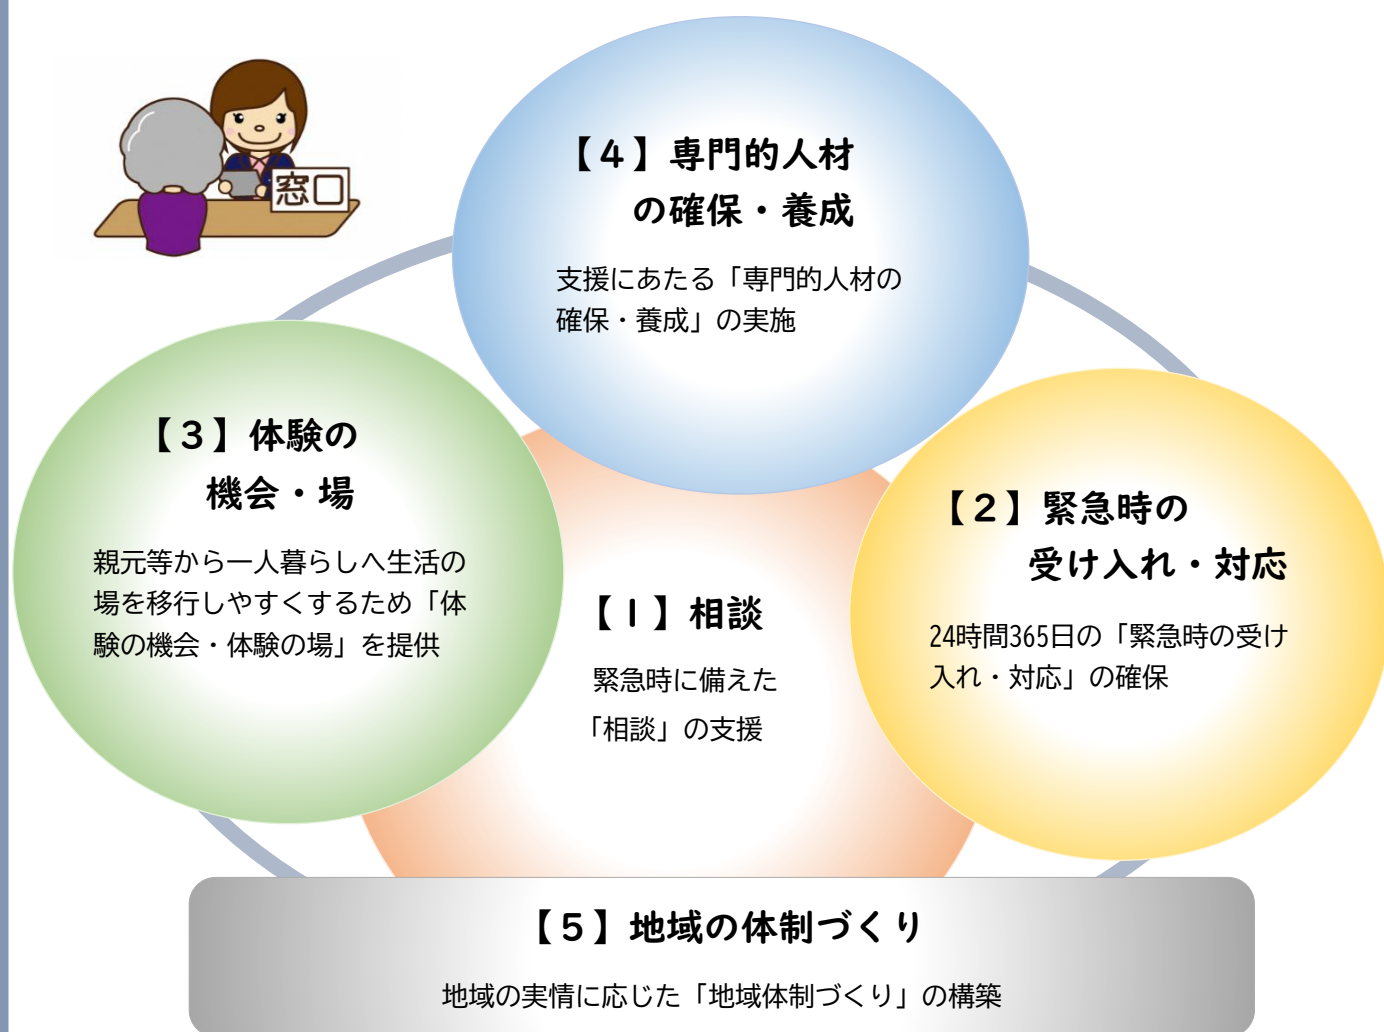 窓口
【4】専門的人材
の確保・養成
支援にあたる「専門的人材の
確保・養成」の実施
【3】体験の
機会・場
親元等から一人暮らしへ生活の
場を移行しやすくするため「体
験の機会・体験の場」を提供
【2】緊急時の
受け入れ・対応
24時間365日の「緊急時の受け
入れ・対応」の確保
【1】相談
緊急時に備えた
「相談」の支援
【5】地域の体制づくり
地域の実情に応じた「地域体制づくり」の構築